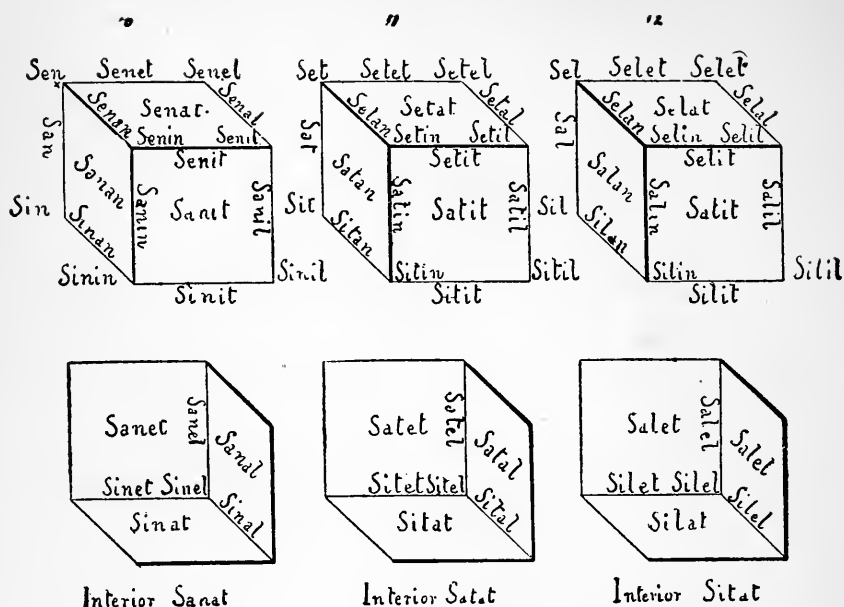 10 11 12
Sen Senet Senel Set Setet Setel Sel Selet Selel
Senat Senal Setat Setal Selat Selal
Senan Selan Selan
San Senin Senil Sat Setin Setil Sal Selin Selil
Senit Setit Selit
Sanan Sanin Sanit Sanil Satan Satin Satit Satil Salan Salin Salit Salil
Sin Sit Sil
Sinan Sitan Silan
Sinin Sinil Sitin Sitil Silin Silil
Sinit Sitit Silit
Sanet Sanel Sanal Satet Satel Satal Salet Salel Salet
Sinet Sinel Sinal Sitet Sitel Sital Silet Silel Silel
Sinat Sitat Silat
Interior Sanat Interior Satat Interior Sitat